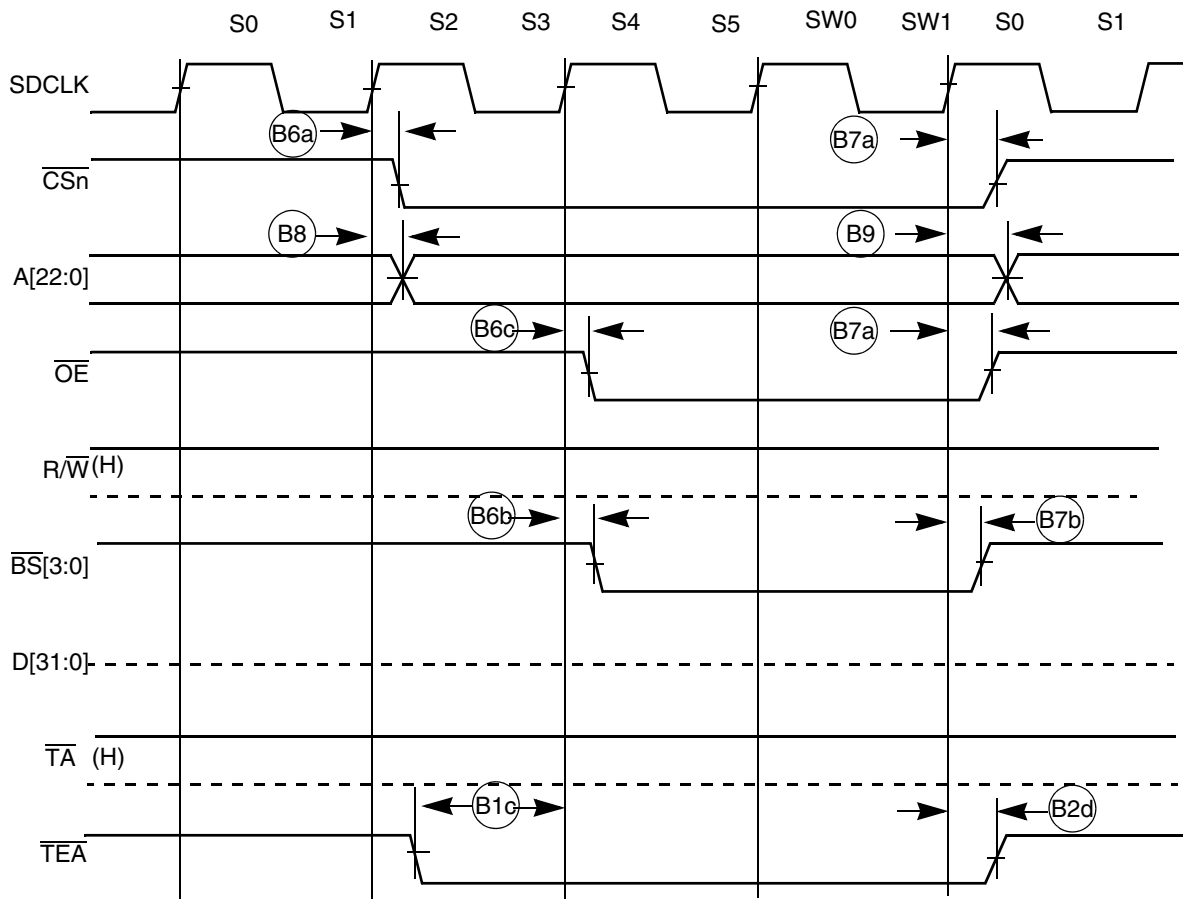 S0 S1 S2 S3 S4 S5 SW0 SW1 S0 S1
SDCLK
B6a B7a
CSn
B8 B9
A[22:0]
B6c B7a
OE
R/W (H)
B6b B7b
BS[3:0]
D[31:0]
TA (H)
B1c B2d
TEA